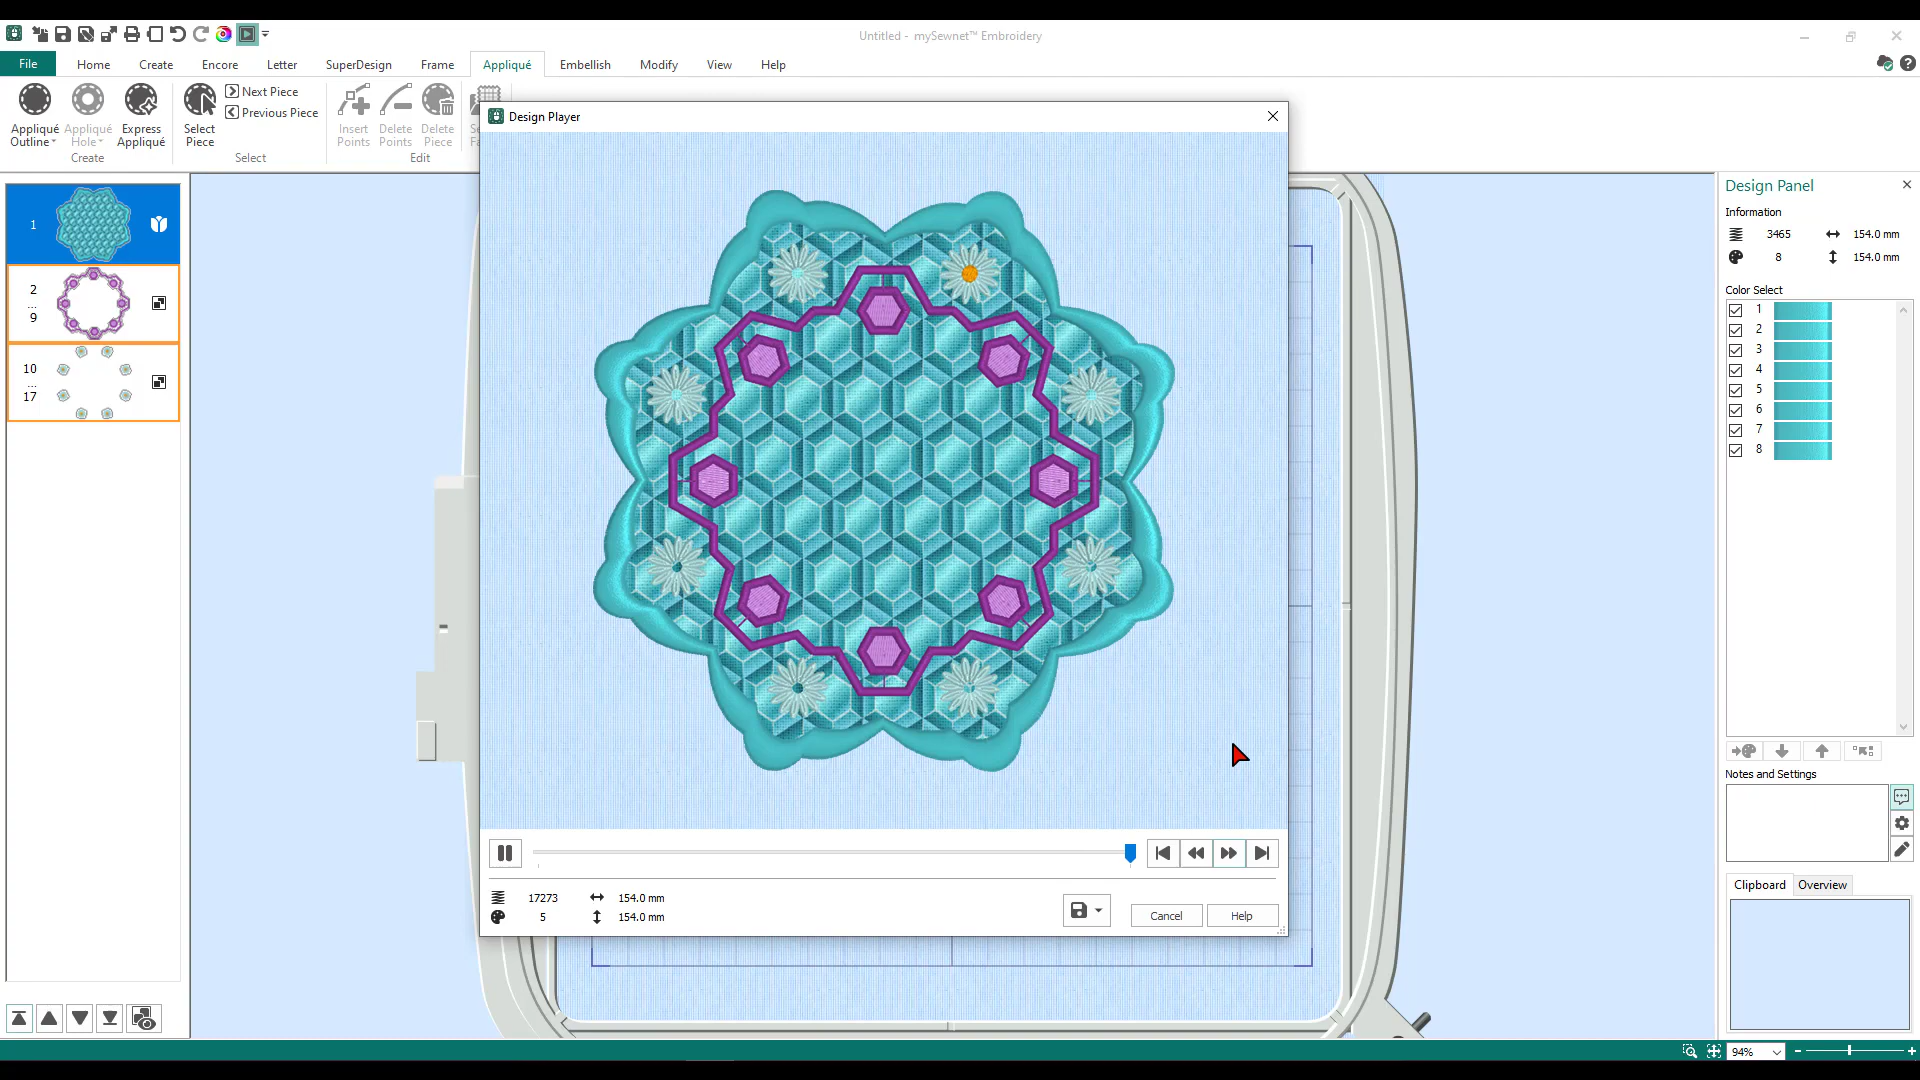 Untitled - mySewnet™ Embroidery
File Home Create Encore Letter SuperDesign Frame Appliqué Embellish Modify View Help
Appliqué Outline
Appliqué Hole
Express Appliqué
Create
Select Piece
Next Piece
Previous Piece
Select
Insert Points
Delete Points
Delete Piece
Edit
Design Player
1
2
...
9
10
...
17
17273 154.0 mm
5 154.0 mm
Cancel Help
Design Panel
Information
3465 154.0 mm
8 154.0 mm
Color Select
1
2
3
4
5
6
7
8
Notes and Settings
Clipboard Overview
94%